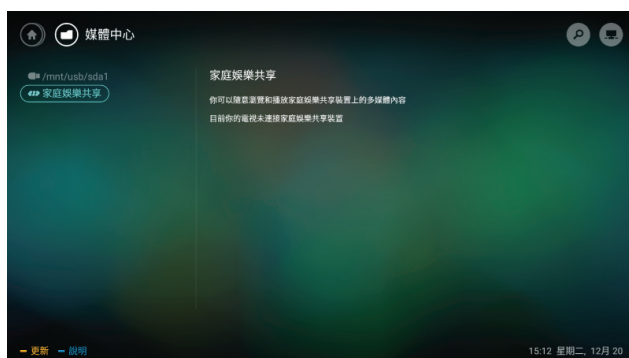 媒體中心
/mnt/usb/sda1
家庭娛樂共享
家庭娛樂共享
你可以隨意瀏覽和播放家庭娛樂共享裝置上的多媒體內容
目前你的電視未連接家庭娛樂共享裝置
更新 說明
15:12 星期二, 12月 20